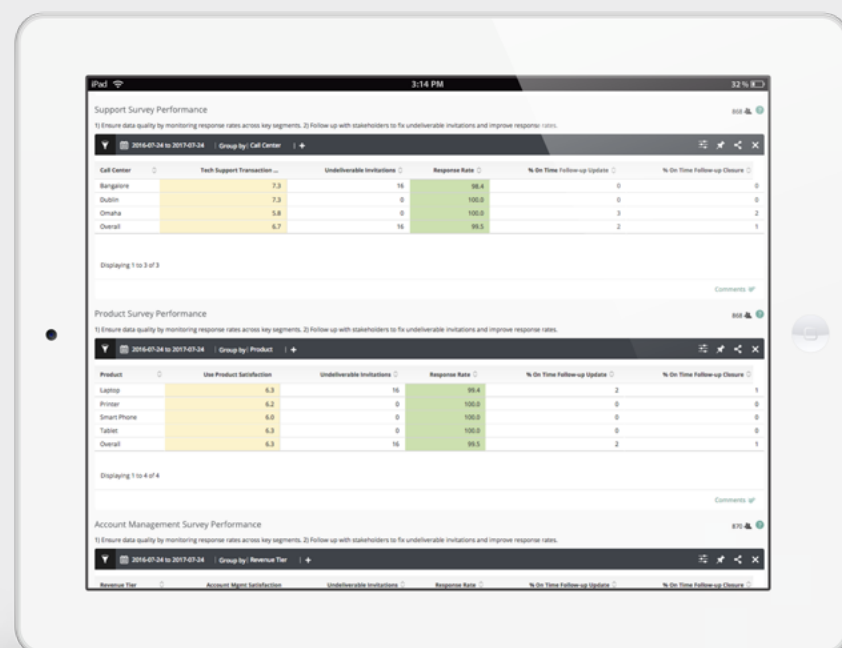 iPad 3:14 PM 32 %
Support Survey Performance 868
1) Ensure data quality by monitoring response rates across key segments. 2) Follow up with stakeholders to fix undeliverable invitations and improve response rates.
2016-07-24 to 2017-07-24 | Group by| Call Center | +
Call Center Tech Support Transaction ... Undeliverable Invitations Response Rate % On Time Follow-up Update % On Time Follow-up Closure
Bangalore 7.3 16 98.4 0 0
Dublin 7.3 0 100.0 0 0
Omaha 5.8 0 100.0 3 2
Overall 6.7 16 99.5 2 1
Displaying 1 to 3 of 3
Comments
Product Survey Performance 868
1) Ensure data quality by monitoring response rates across key segments. 2) Follow up with stakeholders to fix undeliverable invitations and improve response rates.
2016-07-24 to 2017-07-24 | Group by| Product | +
Product Use Product Satisfaction Undeliverable Invitations Response Rate % On Time Follow-up Update % On Time Follow-up Closure
Laptop 6.3 16 99.4 2 1
Printer 6.2 0 100.0 0 0
Smart Phone 6.0 0 100.0 0 0
Tablet 6.3 0 100.0 0 0
Overall 6.3 16 99.5 2 1
Displaying 1 to 4 of 4
Comments
Account Management Survey Performance 870
1) Ensure data quality by monitoring response rates across key segments. 2) Follow up with stakeholders to fix undeliverable invitations and improve response rates.
2016-07-24 to 2017-07-24 | Group by| Revenue Tier | +
Revenue Tier Account Mgmt Satisfaction Undeliverable Invitations Response Rate % On Time Follow-up Update % On Time Follow-up Closure